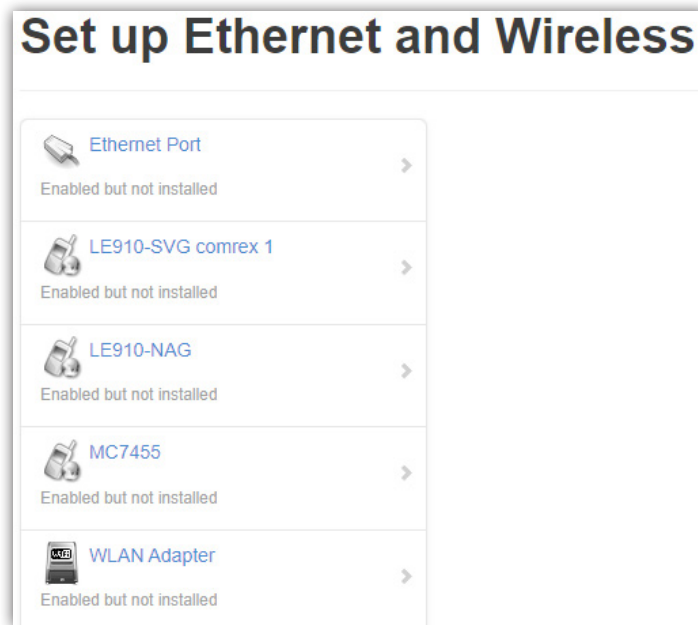 Set up Ethernet and Wireless
Ethernet Port
Enabled but not installed
LE910-SVG comrex 1
Enabled but not installed
LE910-NAG
Enabled but not installed
MC7455
Enabled but not installed
WLAN Adapter
Enabled but not installed